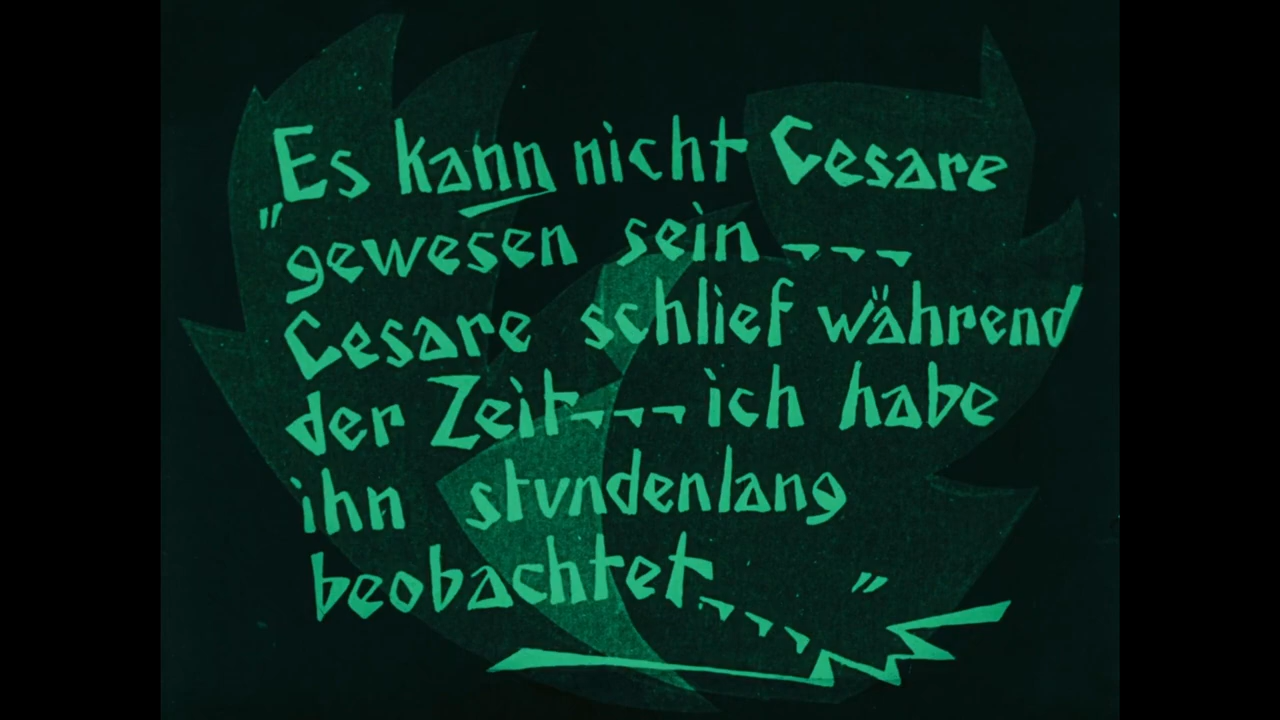 „Es kann nicht Cesare
gewesen sein - - -
Cesare schlief während
der Zeit - - - ich habe
ihn stundenlang
beobachtet - - - - "